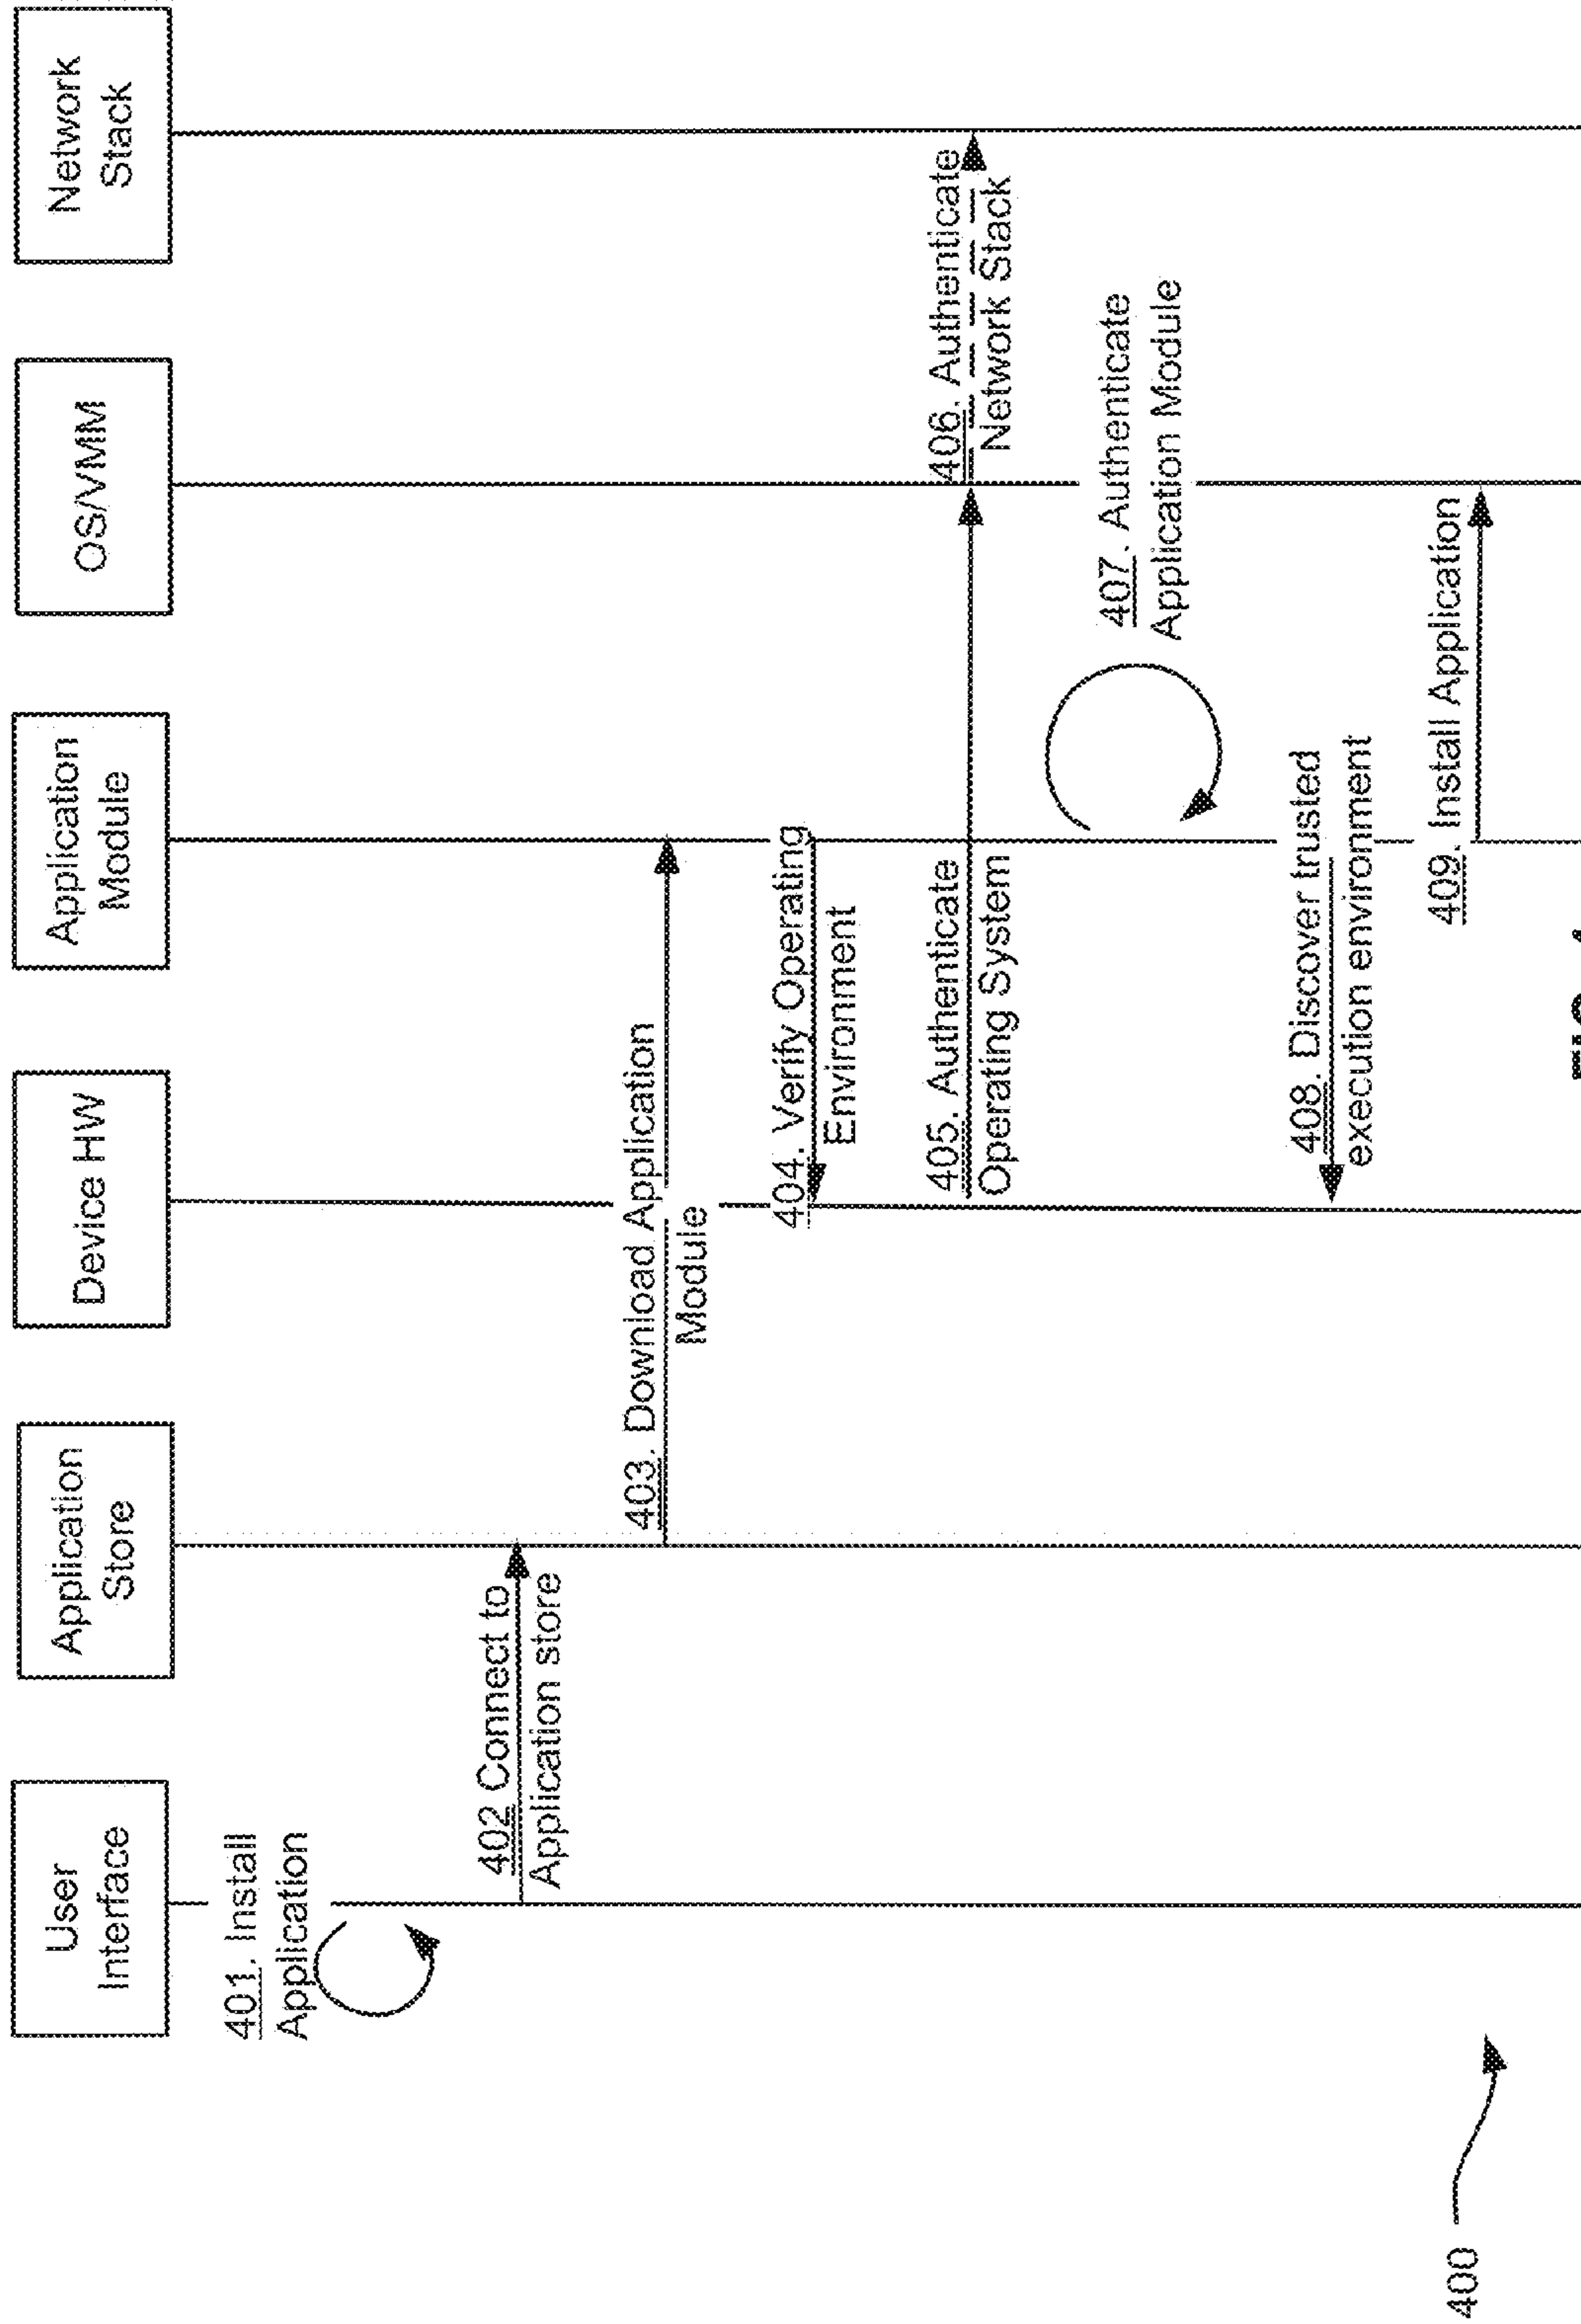 User
Interface
Application
Store
Device HW
Application
Module
OS/VMM
Network
Stack
401. Install
Application
402 Connect to
Application store
403. Download Application
Module
404. Verify Operating
Environment
405. Authenticate
Operating System
406. Authenticate
Network Stack
407. Authenticate
Application Module
408. Discover trusted
execution environment
409. Install Application
400